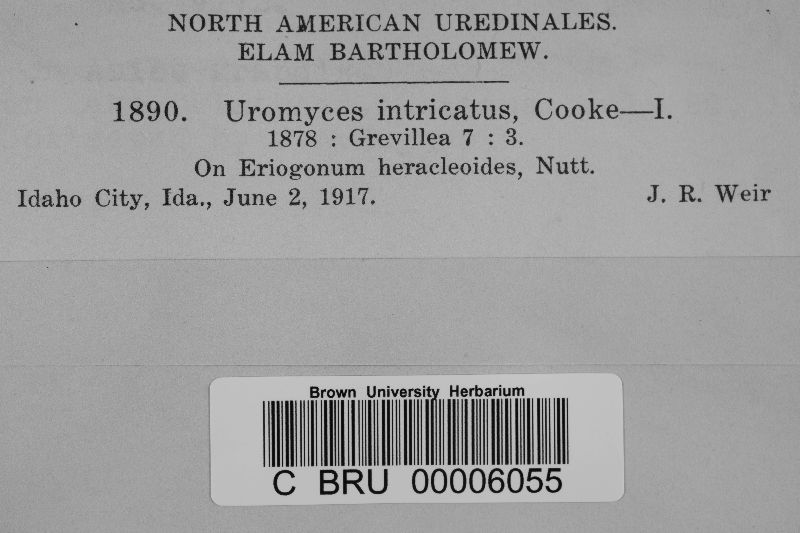 NORTH AMERICAN UREDINALES.
ELAM BARTHOLOMEW.
1890. Uromyces intricatus, Cooke—I.
1878 : Grevillea 7 : 3.
On Eriogonum heracleoides, Nutt.
Idaho City, Ida., June 2, 1917. J. R. Weir
Brown University Herbarium
C BRU 00006055